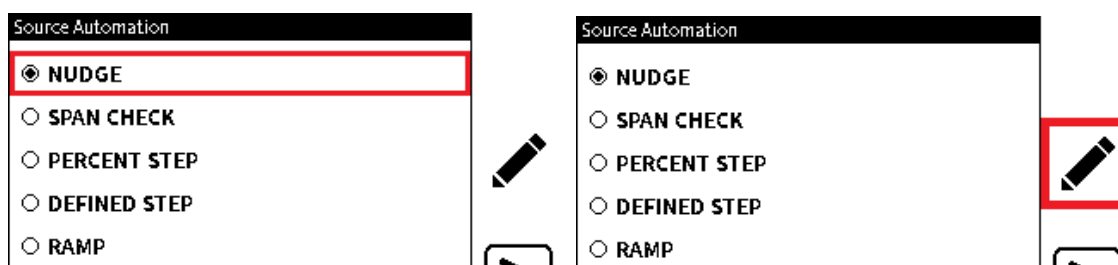 Source Automation
NUDGE
SPAN CHECK
PERCENT STEP
DEFINED STEP
RAMP
Source Automation
NUDGE
SPAN CHECK
PERCENT STEP
DEFINED STEP
RAMP